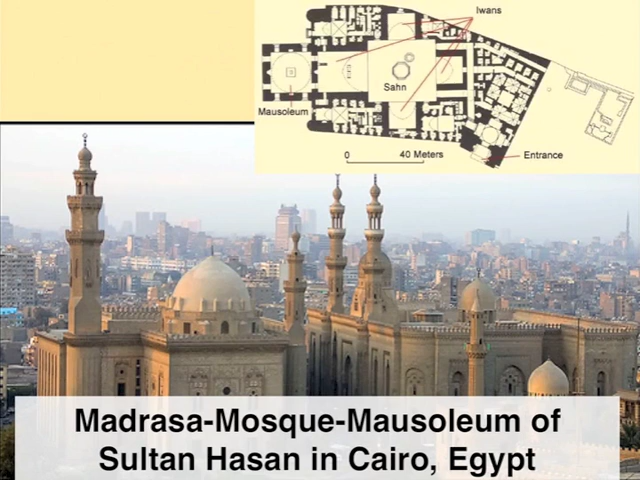 Iwans
Sahn
Mausoleum
0 40 Meters
Entrance
Madrasa-Mosque-Mausoleum of
Sultan Hasan in Cairo, Egypt